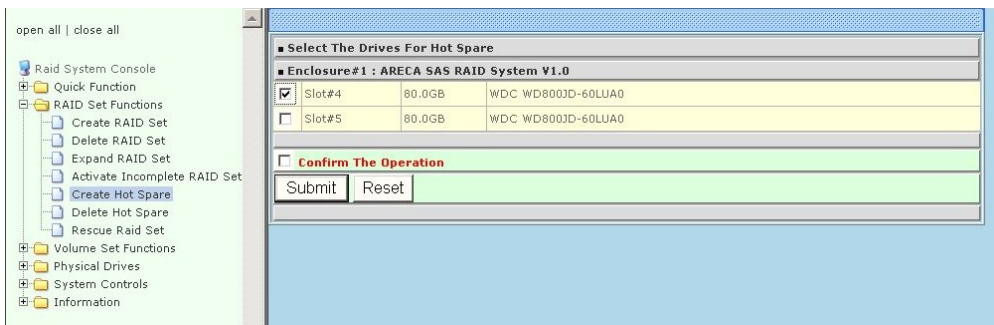 open all | close all
Raid System Console
Quick Function
RAID Set Functions
Create RAID Set
Delete RAID Set
Expand RAID Set
Activate Incomplete RAID Set
Create Hot Spare
Delete Hot Spare
Rescue Raid Set
Volume Set Functions
Physical Drives
System Controls
Information
Select The Drives For Hot Spare
Enclosure#1 : ARECA SAS RAID System V1.0
Slot#4 80.0GB WDC WD800JD-60LUA0
Slot#5 80.0GB WDC WD800JD-60LUA0
Confirm The Operation
Submit Reset